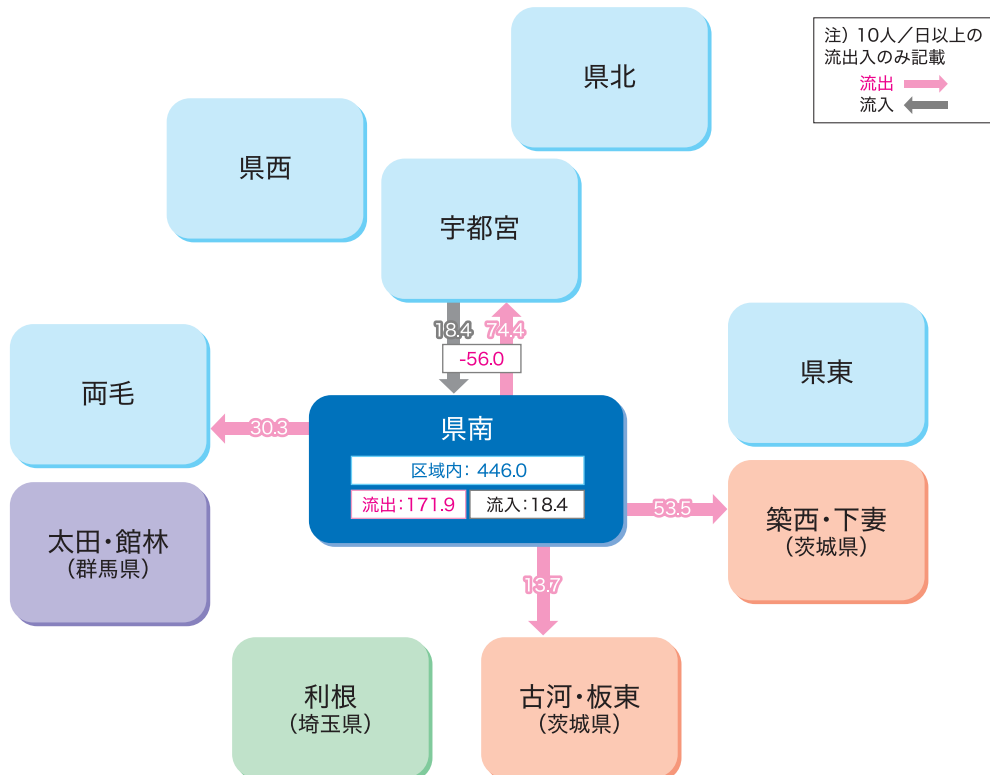 注）10人／日以上の
流出入のみ記載
流出
流入
県北
県西
宇都宮
18.4
74.4
-56.0
両毛
県東
30.3
県南
区域内：446.0
流出：171.9
流入：18.4
53.5
太田・館林
（群馬県）
築西・下妻
（茨城県）
13.7
利根
（埼玉県）
古河・板東
（茨城県）